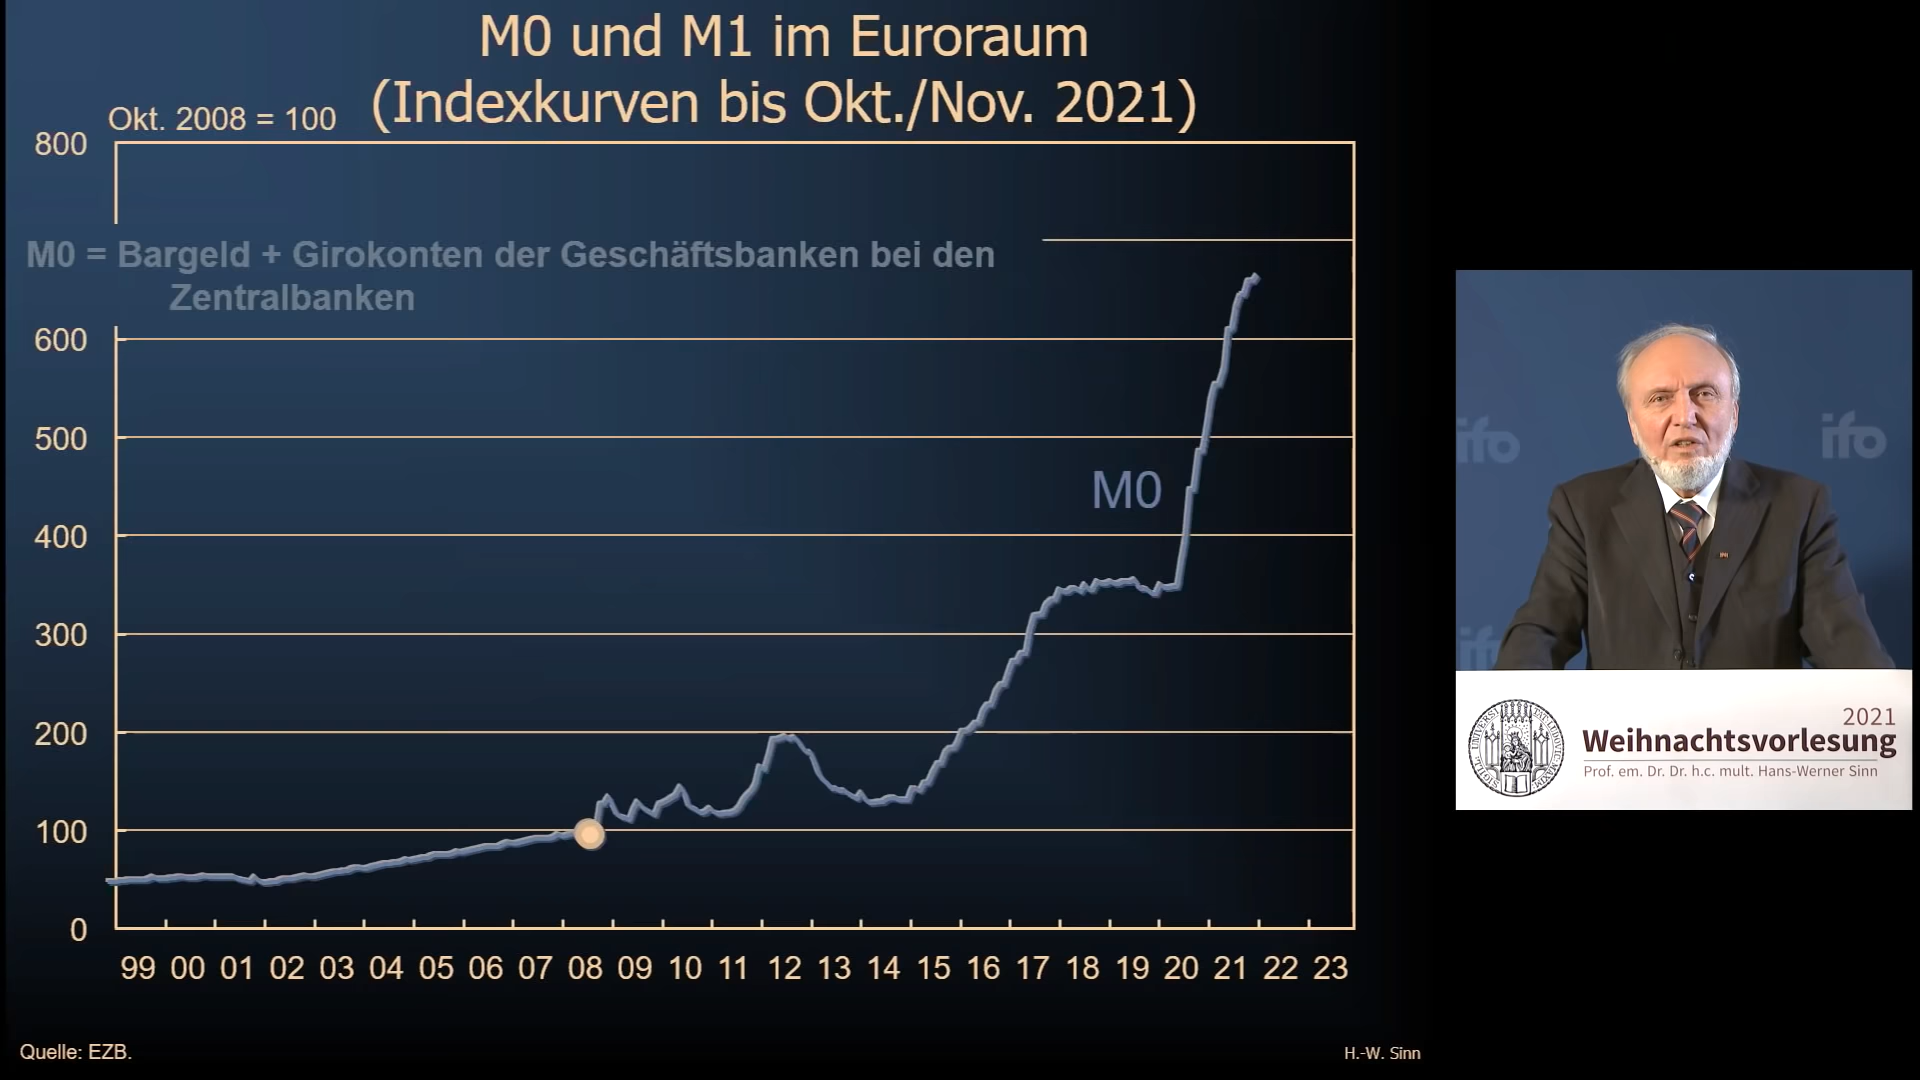 M0 und M1 im Euroraum
(Indexkurven bis Okt./Nov. 2021)
Okt. 2008 = 100
800
M0 = Bargeld + Girokonten der Geschäftsbanken bei den
Zentralbanken
600
500
M0
400
300
200
100
0
99 00 01 02 03 04 05 06 07 08 09 10 11 12 13 14 15 16 17 18 19 20 21 22 23
Quelle: EZB.
H.-W. Sinn
ifo
ifo
ifo
2021
Weihnachtsvorlesung
Prof. em. Dr. Dr. h.c. mult. Hans-Werner Sinn